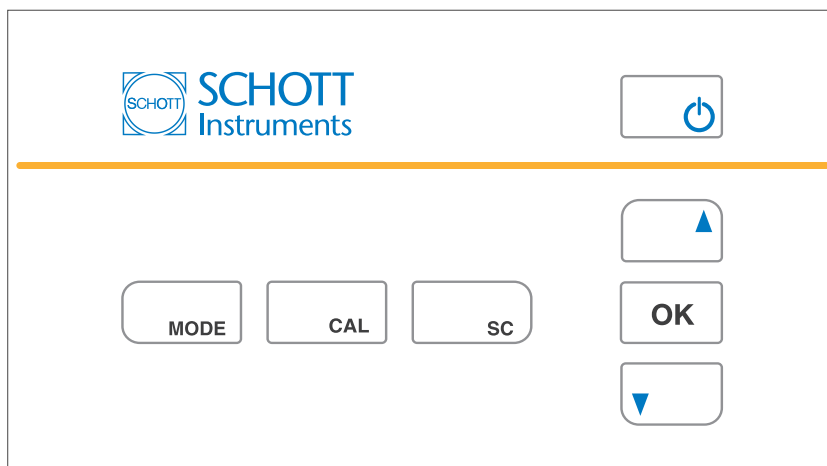 SCHOTT
SCHOTT
Instruments
MODE
CAL
SC
OK